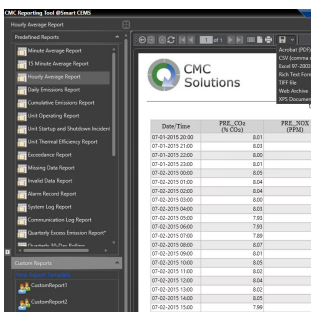 CMC Reporting Tool @Smart CEMS
Hourly Average Report
Predefined Reports
Minute Average Report
15 Minute Average Report
Hourly Average Report
Daily Emissions Report
Cumulative Emissions Report
Unit Operating Report
Unit Startup and Shutdown Incident
Unit Thermal Efficiency Report
Exceedance Report
Missing Data Report
Invalid Data Report
Alarm Record Report
System Log Report
Communication Log Report
Quarterly Excess Emission Report*
Quarterly 30-Day Rolling
Custom Reports
CustomReport1
CustomReport2
1 of 1
Acrobat (PDF)
CSV (comma
Excel 97-2003
Rich Text For
TIFF file
Web Archive
XPS Documen
CMC
Solutions
Date/Time PRE_CO2 (% CO2) PRE_NOX (PPM)
07-01-2015 20:00 8.01
07-01-2015 21:00 8.03
07-01-2015 22:00 8.00
07-01-2015 23:00 8.01
07-02-2015 00:00 8.05
07-02-2015 01:00 8.04
07-02-2015 02:00 8.04
07-02-2015 03:00 8.00
07-02-2015 04:00 8.03
07-02-2015 05:00 7.93
07-02-2015 06:00 7.93
07-02-2015 07:00 7.89
07-02-2015 08:00 8.07
07-02-2015 09:00 8.01
07-02-2015 10:00 8.05
07-02-2015 11:00 8.02
07-02-2015 12:00 8.04
07-02-2015 13:00 8.02
07-02-2015 14:00 8.05
07-02-2015 15:00 7.99